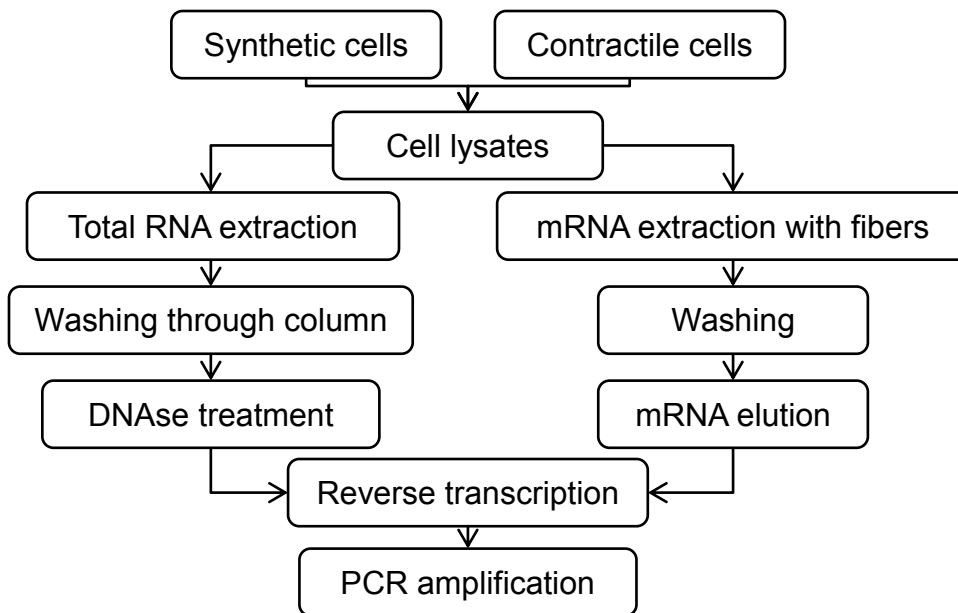 Synthetic cells
Contractile cells
Cell lysates
Total RNA extraction
mRNA extraction with fibers
Washing through column
Washing
DNAse treatment
mRNA elution
Reverse transcription
PCR amplification